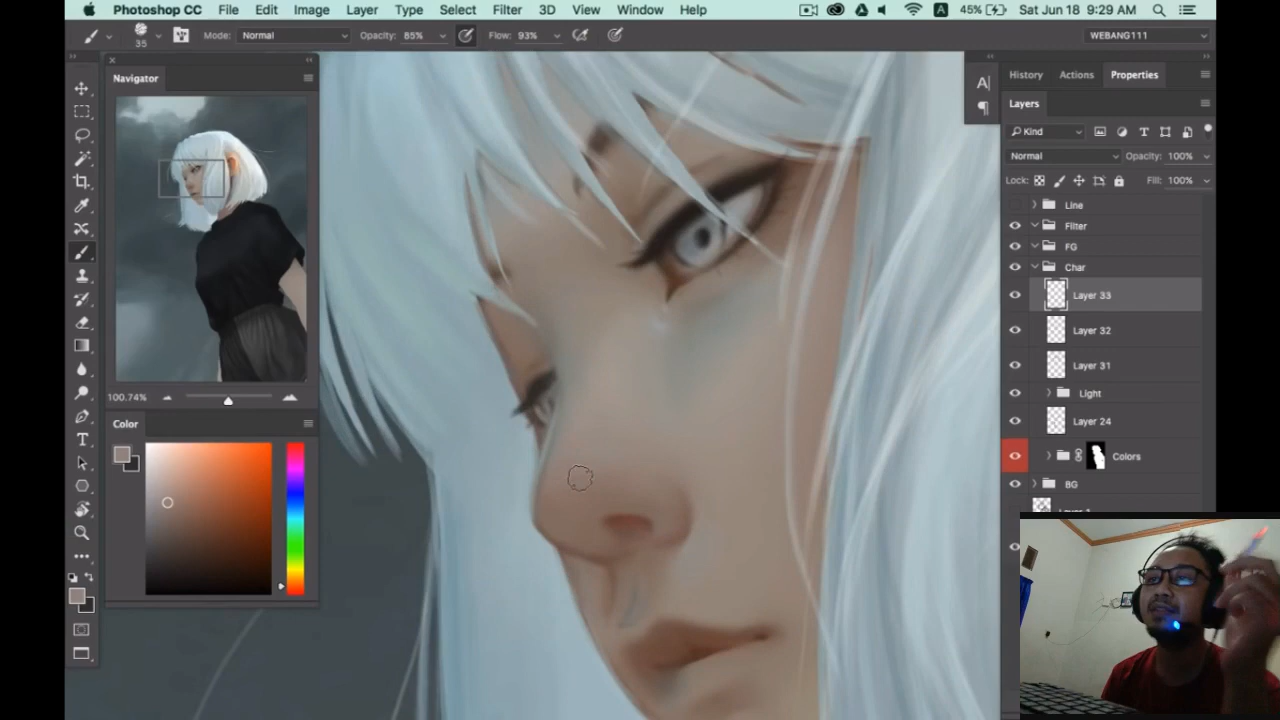 Photoshop CC File Edit Image Layer Type Select Filter 3D View Window Help A 45% Sat Jun 18 9:29 AM
35 Mode: Normal Opacity: 85% Flow: 93% WEBANG111
Navigator
100.74%
Color
T
A
History Actions Properties
Layers
Kind T
Normal Opacity: 100%
Lock: Fill: 100%
Line
Filter
FG
Char
Layer 33
Layer 32
Layer 31
Light
Layer 24
Colors
BG